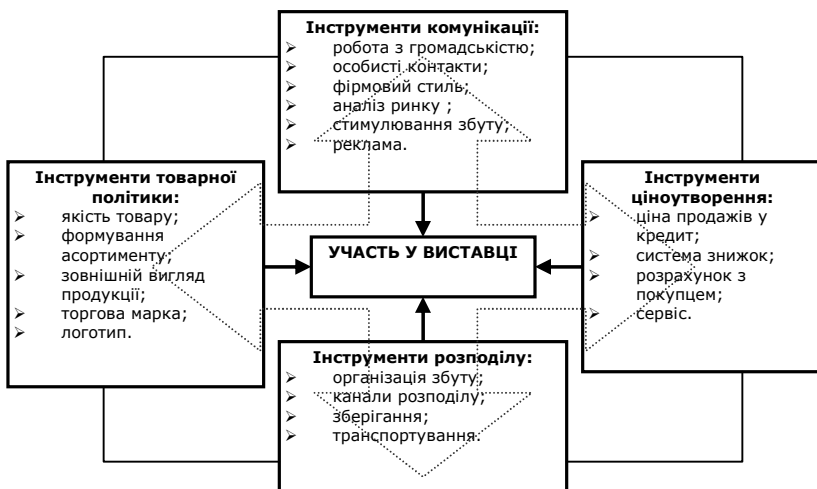 Інструменти комунікації:
➢ робота з громадськістю;
➢ особисті контакти;
➢ фірмовий стиль;
➢ аналіз ринку ;
➢ стимулювання збуту;
➢ реклама.
Інструменти товарної
політики:
➢ якість товару;
➢ формування
асортименту;
➢ зовнішній вигляд
продукції;
➢ торгова марка;
➢ логотип.
УЧАСТЬ У ВИСТАВЦІ
Інструменти
ціноутворення:
➢ ціна продажів у
кредит;
➢ система знижок;
➢ розрахунок з
покупцем;
➢ сервіс.
Інструменти розподілу:
➢ організація збуту;
➢ канали розподілу;
➢ зберігання;
➢ транспортування.